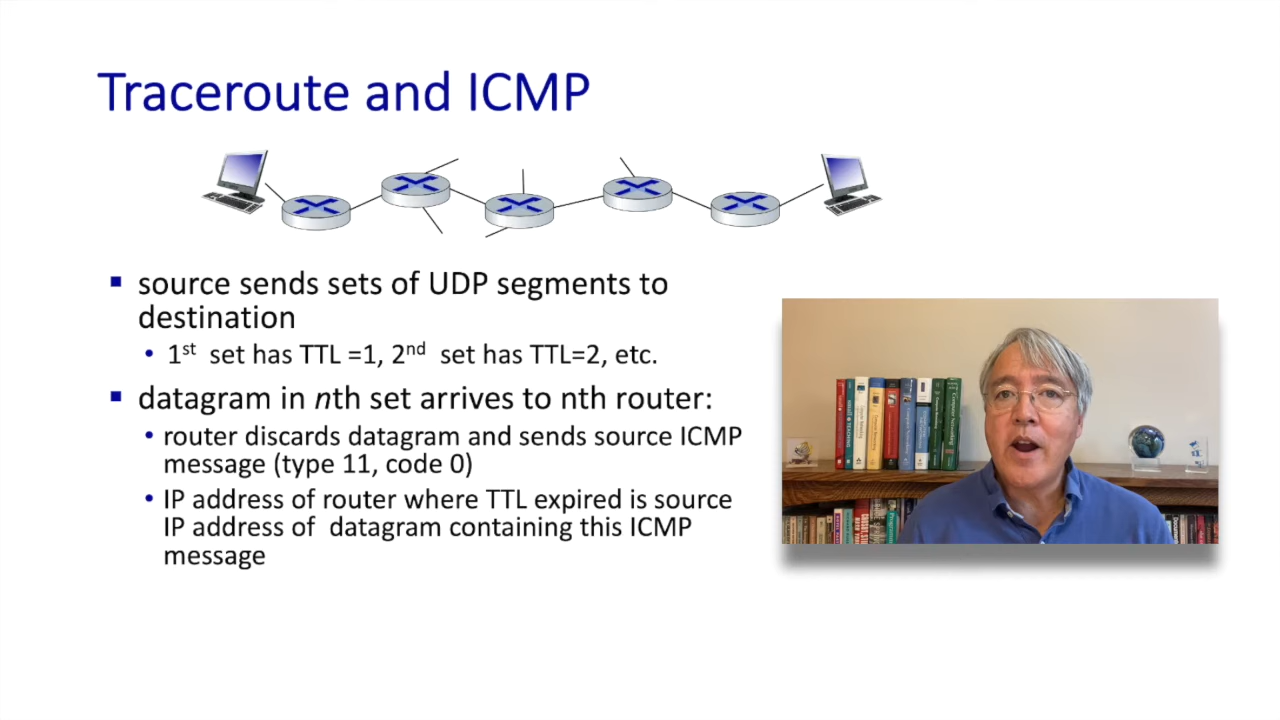 Traceroute and ICMP
source sends sets of UDP segments to
destination
1st set has TTL =1, 2nd set has TTL=2, etc.
datagram in nth set arrives to nth router:
router discards datagram and sends source ICMP
message (type 11, code 0)
IP address of router where TTL expired is source
IP address of datagram containing this ICMP
message